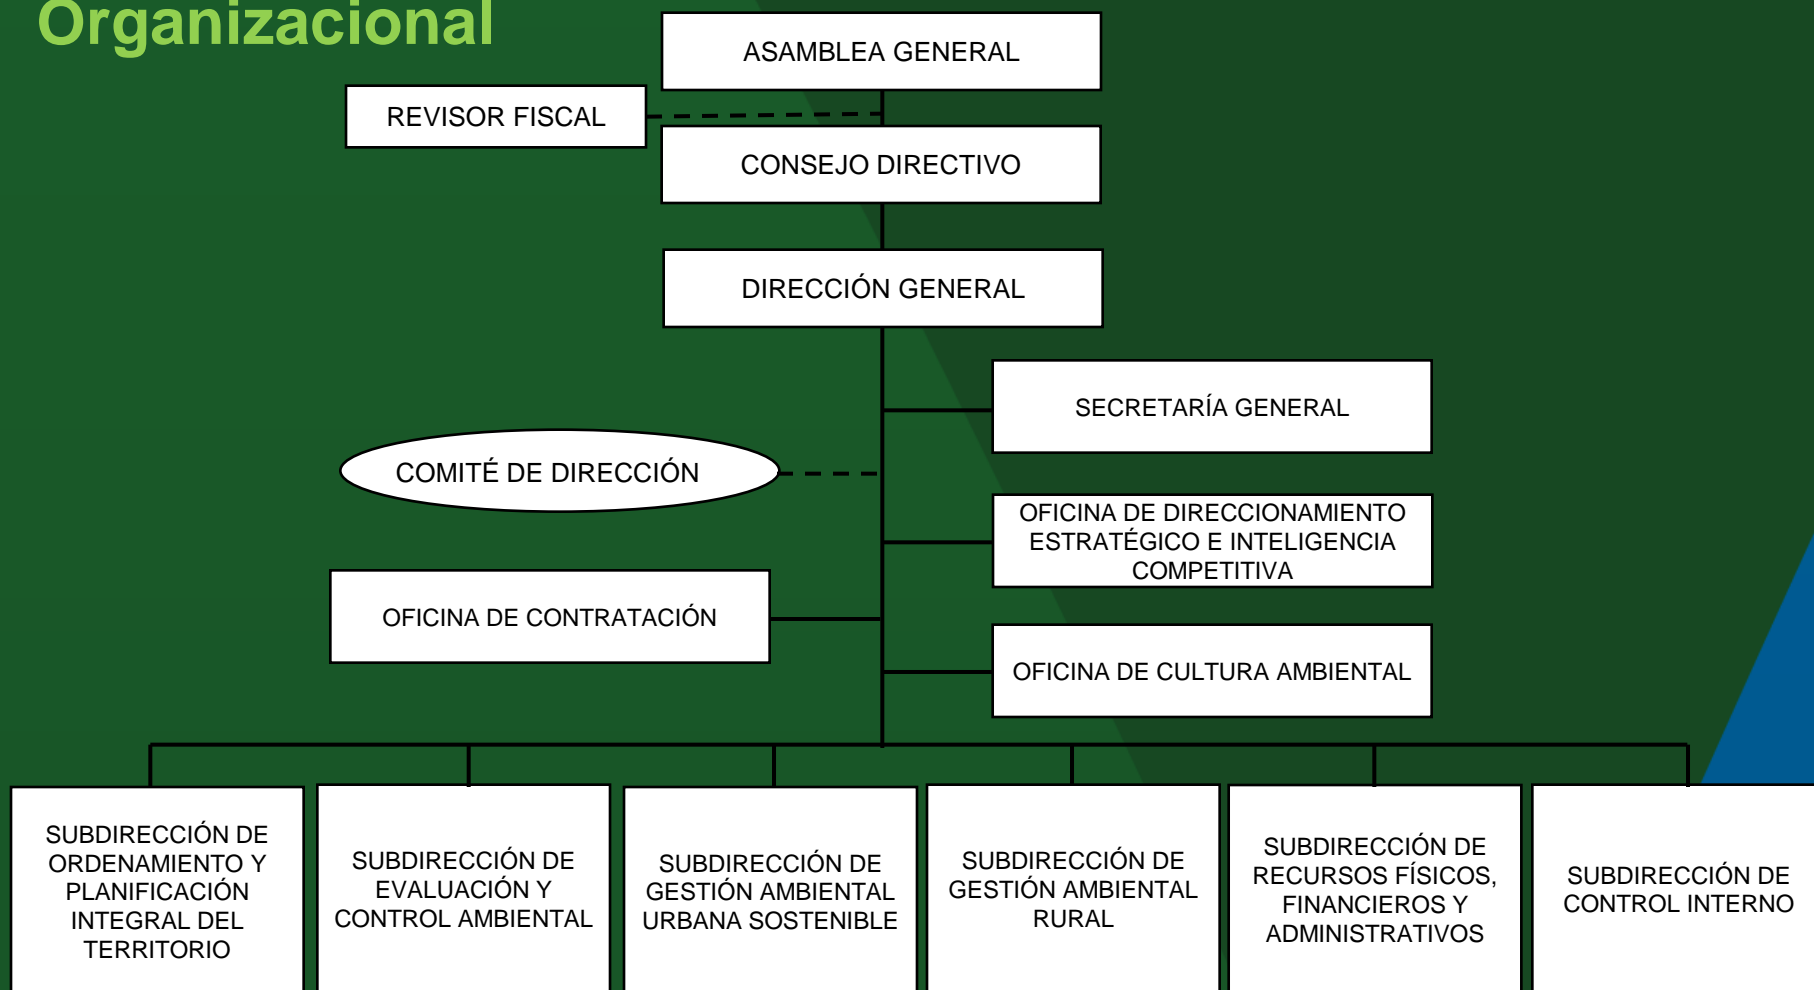 Organizacional
ASAMBLEA GENERAL
REVISOR FISCAL
CONSEJO DIRECTIVO
DIRECCIÓN GENERAL
SECRETARÍA GENERAL
COMITÉ DE DIRECCIÓN
OFICINA DE DIRECCIONAMIENTO
ESTRATÉGICO E INTELIGENCIA
COMPETITIVA
OFICINA DE CONTRATACIÓN
OFICINA DE CULTURA AMBIENTAL
SUBDIRECCIÓN DE
ORDENAMIENTO Y
PLANIFICACIÓN
INTEGRAL DEL
TERRITORIO
SUBDIRECCIÓN DE
EVALUACIÓN Y
CONTROL AMBIENTAL
SUBDIRECCIÓN DE
GESTIÓN AMBIENTAL
URBANA SOSTENIBLE
SUBDIRECCIÓN DE
GESTIÓN AMBIENTAL
RURAL
SUBDIRECCIÓN DE
RECURSOS FÍSICOS,
FINANCIEROS Y
ADMINISTRATIVOS
SUBDIRECCIÓN DE
CONTROL INTERNO